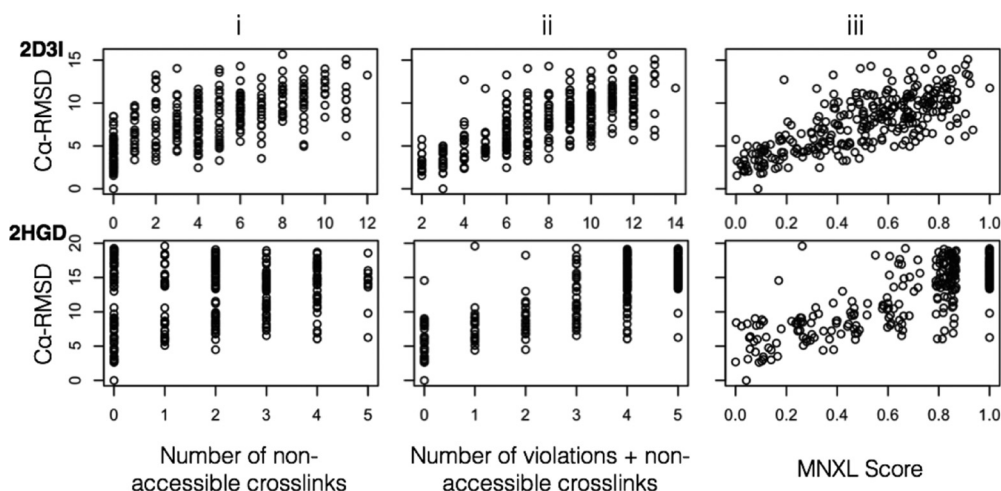 i ii iii
2D3I
Cα-RMSD
15
10
5
0
0 2 4 6 8 10 12
2 4 6 8 10 12 14
0.0 0.2 0.4 0.6 0.8 1.0
2HGD
Cα-RMSD
20
15
10
5
0
0 1 2 3 4 5
0 1 2 3 4 5
0.0 0.2 0.4 0.6 0.8 1.0
Number of non-
accessible crosslinks
Number of violations + non-
accessible crosslinks
MNXL Score